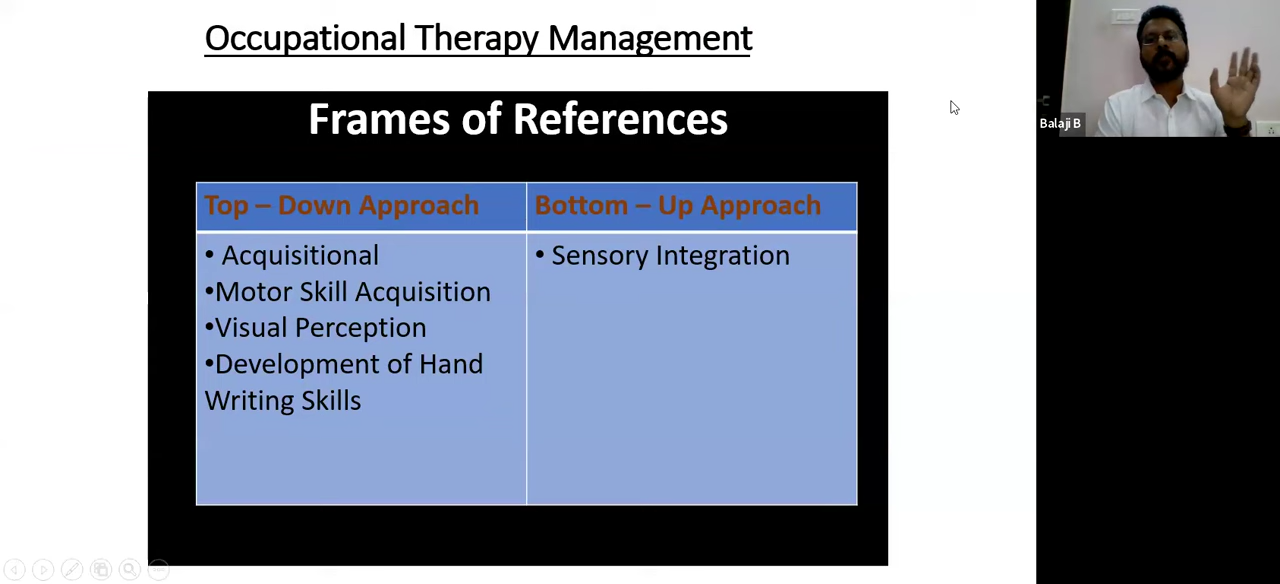 Occupational Therapy Management
Frames of References
Top – Down Approach
Bottom – Up Approach
• Acquisitional
•Motor Skill Acquisition
•Visual Perception
•Development of Hand
Writing Skills
• Sensory Integration
Balaji B